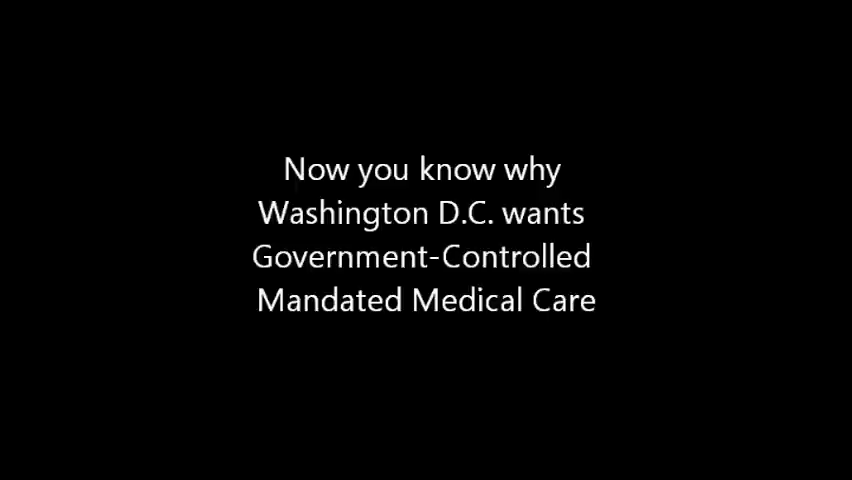 Now you know why
Washington D.C. wants
Government-Controlled
Mandated Medical Care